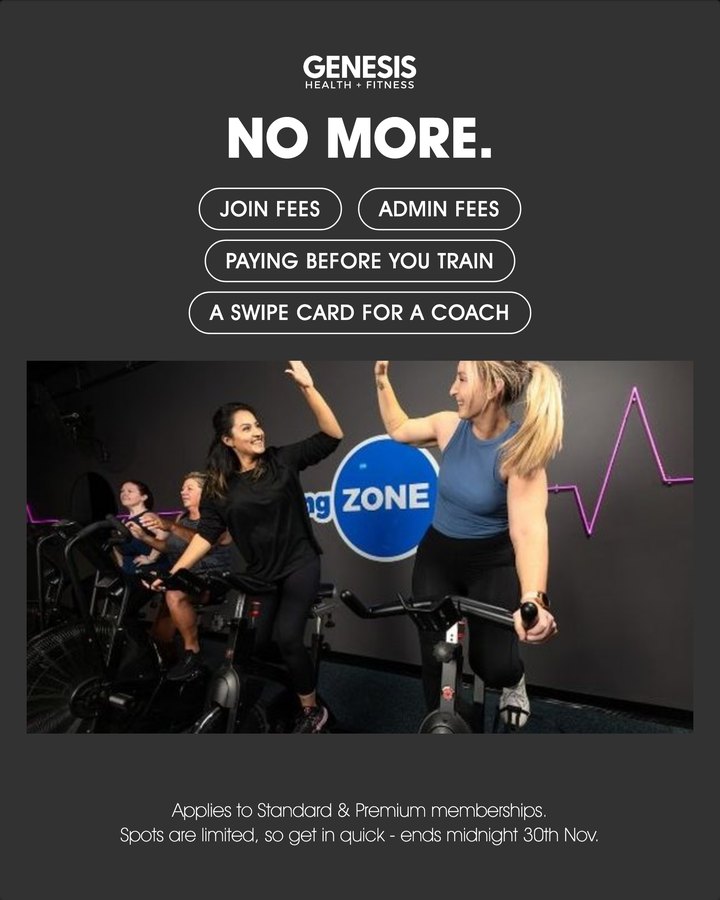 GENESIS
HEALTH + FITNESS
NO MORE.
JOIN FEES
ADMIN FEES
PAYING BEFORE YOU TRAIN
A SWIPE CARD FOR A COACH
ZONE
Applies to Standard & Premium memberships.
Spots are limited, so get in quick - ends midnight 30th Nov.